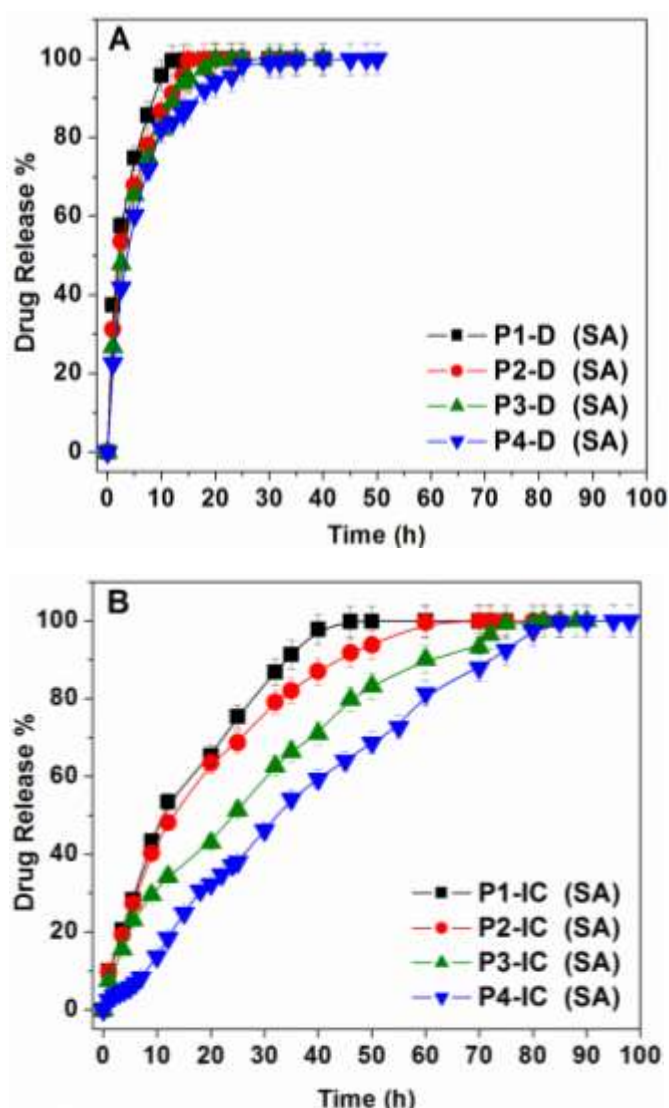 A
Drug Release %
100
80
60
40
20
0
P1-D (SA)
P2-D (SA)
P3-D (SA)
P4-D (SA)
0 10 20 30 40 50 60 70 80 90 100
Time (h)
B
Drug Release %
100
80
60
40
20
0
P1-IC (SA)
P2-IC (SA)
P3-IC (SA)
P4-IC (SA)
0 10 20 30 40 50 60 70 80 90 100
Time (h)